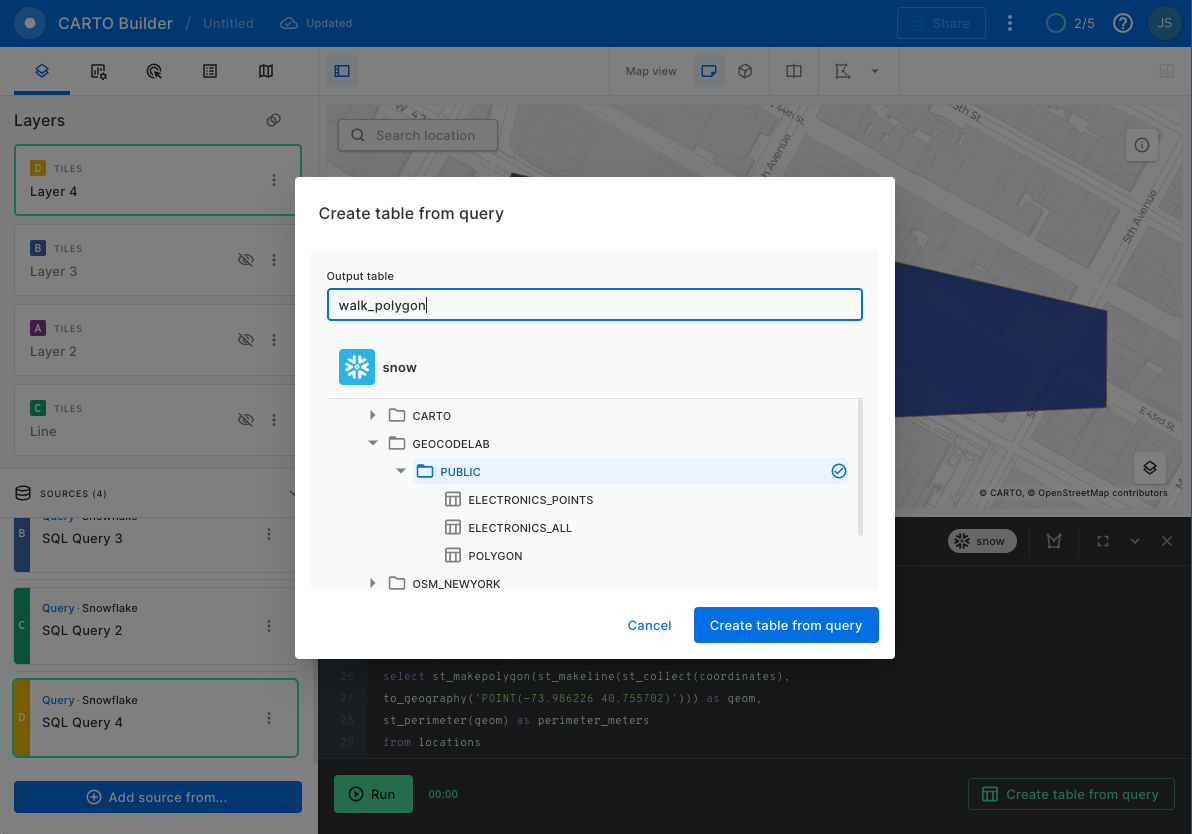 CARTO Builder / Untitled Updated Share 2/5 JS
Map view
Layers
D TILES
Layer 4
B TILES
Layer 3
A TILES
Layer 2
C TILES
Line
SOURCES (4)
Query · Snowflake
B SQL Query 3
Query · Snowflake
C SQL Query 2
Query · Snowflake
D SQL Query 4
Add source from...
Search location
W 44th St.
5th Avenue
E 43rd St.
© CARTO, © OpenStreetMap contributors
Create table from query
Output table
walk_polygon
snow
CARTO
GEOCODELAB
PUBLIC
ELECTRONICS_POINTS
ELECTRONICS_ALL
POLYGON
OSM_NEWYORK
Cancel
Create table from query
snow
26 select st_makepolygon(st_makeline(st_collect(coordinates),
27 to_geography('POINT(-73.986226 40.755702)'))) as geom,
28 st_perimeter(geom) as perimeter_meters
29 from locations
Run
00:00
Create table from query